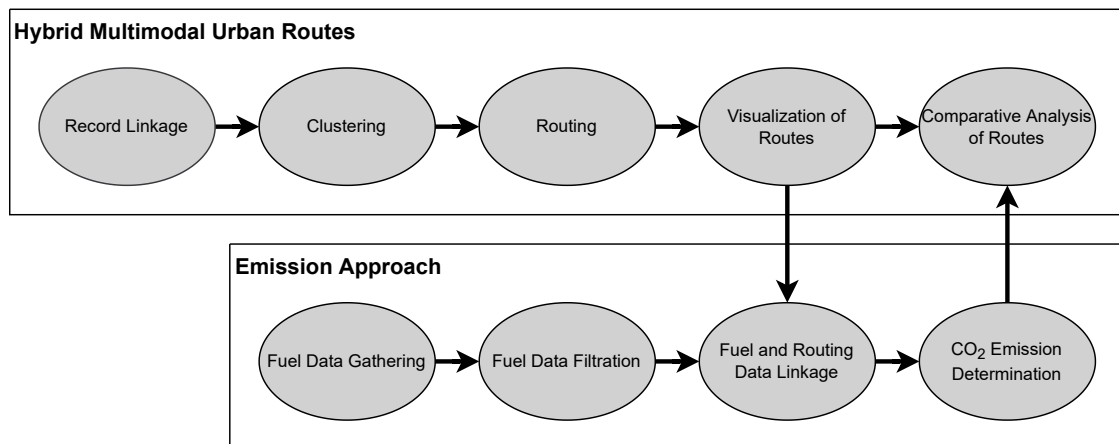 Hybrid Multimodal Urban Routes
Record Linkage
Clustering
Routing
Visualization of
Routes
Comparative Analysis
of Routes
Emission Approach
Fuel Data Gathering
Fuel Data Filtration
Fuel and Routing
Data Linkage
CO₂ Emission
Determination